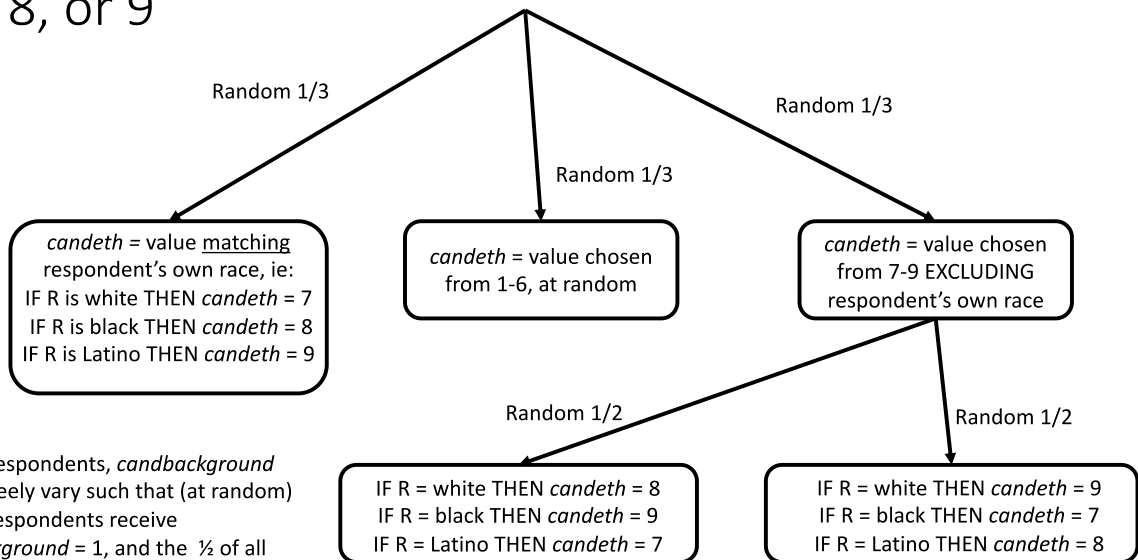 8, or 9
Random 1/3
Random 1/3
Random 1/3
candeth = value matching
respondent's own race, ie:
IF R is white THEN candeth = 7
IF R is black THEN candeth = 8
IF R is Latino THEN candeth = 9
candeth = value chosen
from 1-6, at random
candeth = value chosen
from 7-9 EXCLUDING
respondent's own race
Random 1/2
Random 1/2
candbackground
vary such that (at random)
receive
= 1, and the ½ of all
IF R = white THEN candeth = 8
IF R = black THEN candeth = 9
IF R = Latino THEN candeth = 7
IF R = white THEN candeth = 9
IF R = black THEN candeth = 7
IF R = Latino THEN candeth = 8